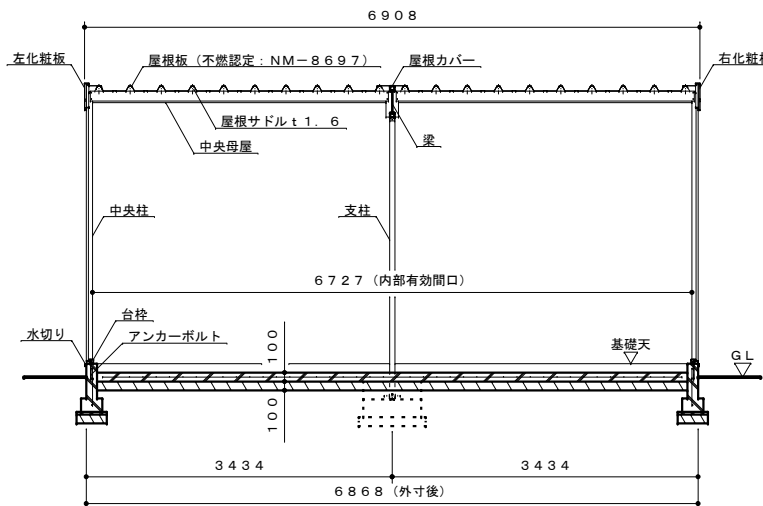 6908
左化粧板
屋根板（不燃認定：NM－8697）
屋根カバー
右化粧
屋根サドルｔ1．6
中央母屋
梁
中央柱
支柱
6727（内部有効間口）
台枠
水切り
アンカーボルト
100
基礎天
GL
100
3434
3434
6868（外寸後）